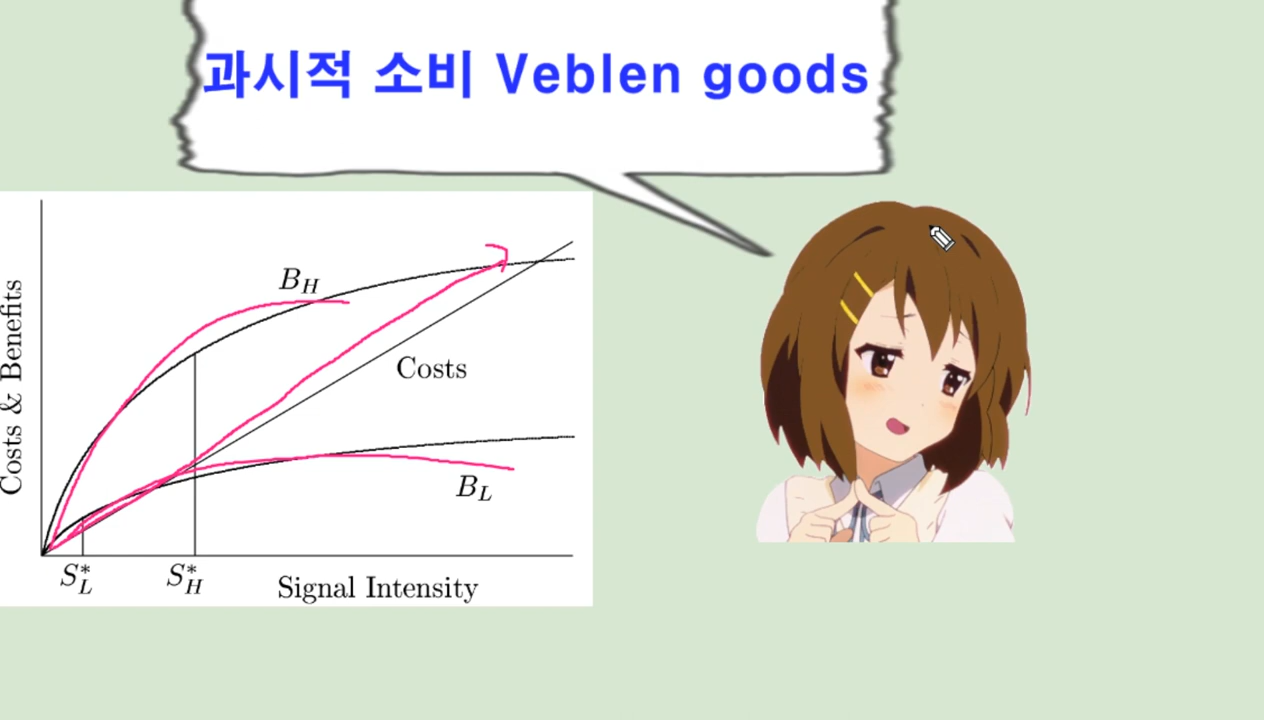 과시적 소비 Veblen goods
Costs & Benefits
B_H
Costs
B_L
S*_L
S*_H
Signal Intensity